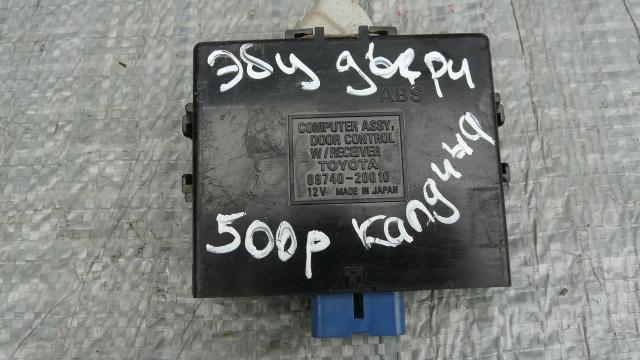 ЭБУ двери
ABS
COMPUTER ASSY,
DOOR CONTROL
W/RECEIVER
TOYOTA
89740-20010
12V MADE IN JAPAN
500р калдина